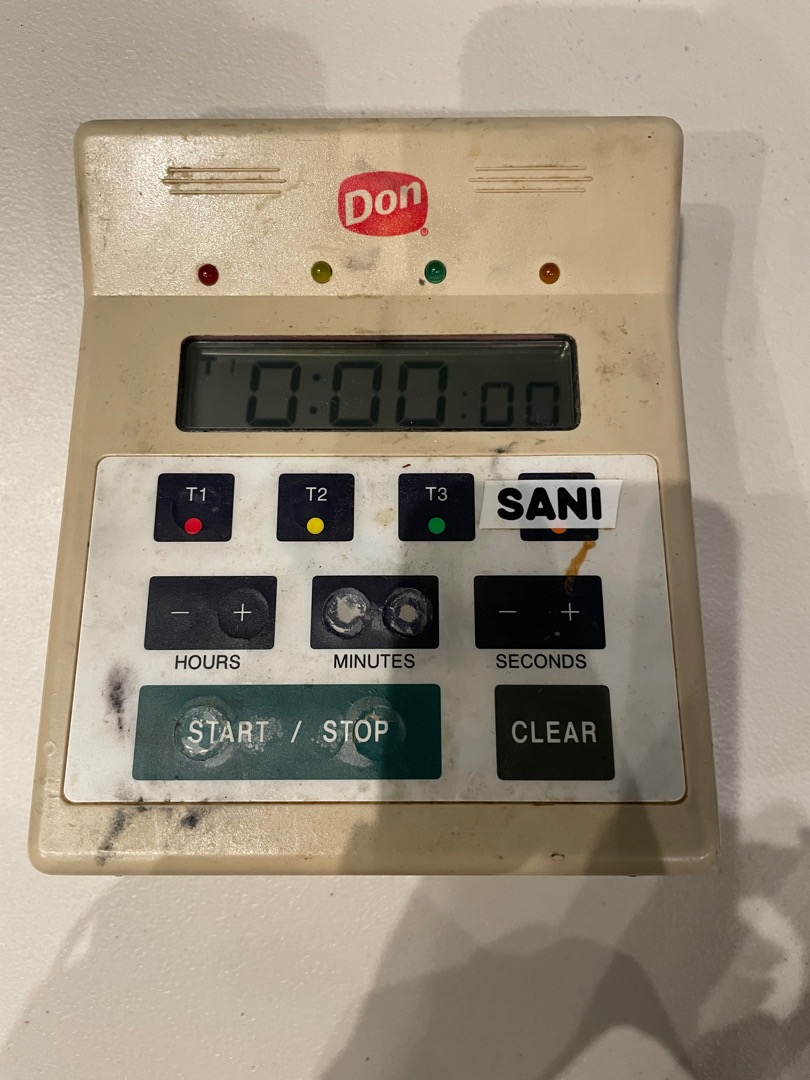 Don®
T1 0:00:00
T1 T2 T3 SANI
− + − +
HOURS MINUTES SECONDS
START / STOP CLEAR